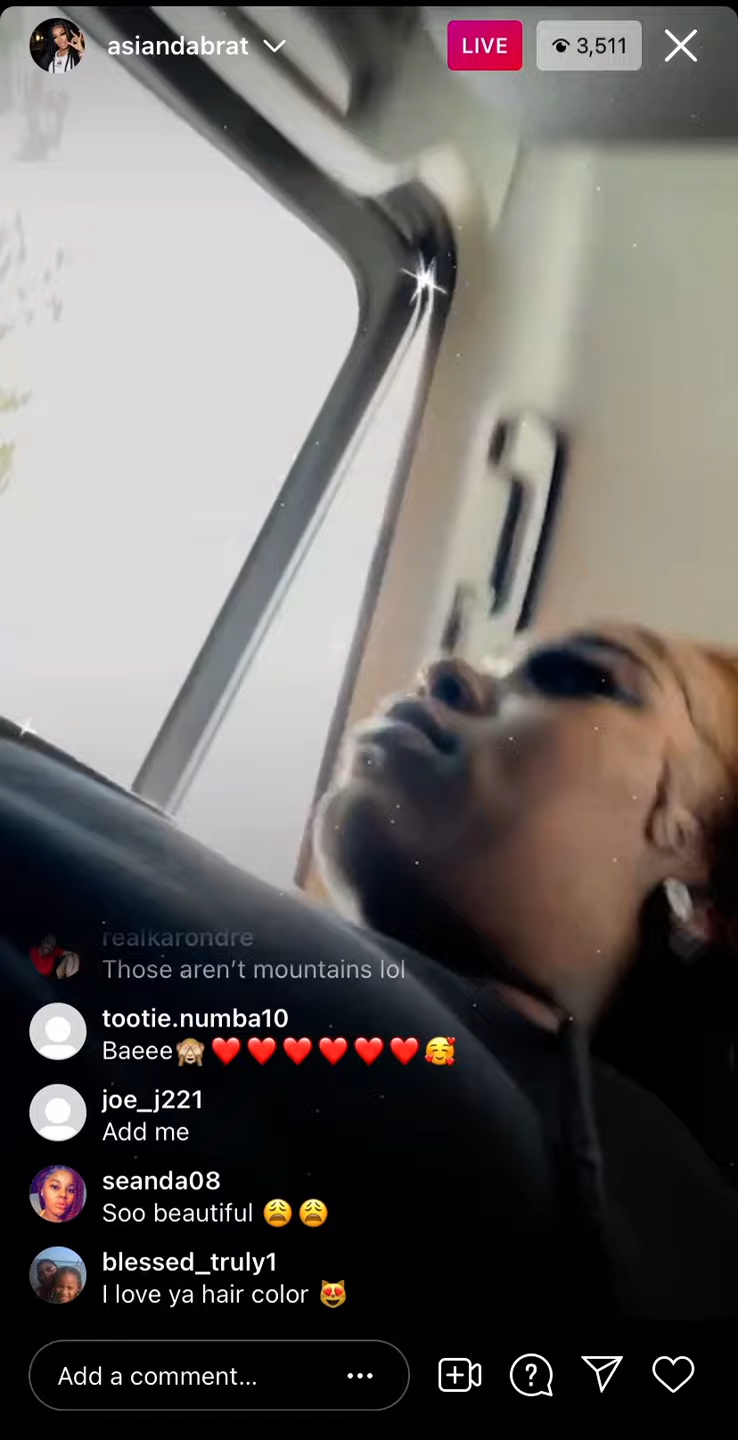 asiandabrat
LIVE
3,511
realkarondre
Those aren’t mountains lol
tootie.numba10
Baeee🙈❤️❤️❤️❤️❤️❤️🥰
joe_j221
Add me
seanda08
Soo beautiful 😩😩
blessed_truly1
I love ya hair color 😻
Add a comment...